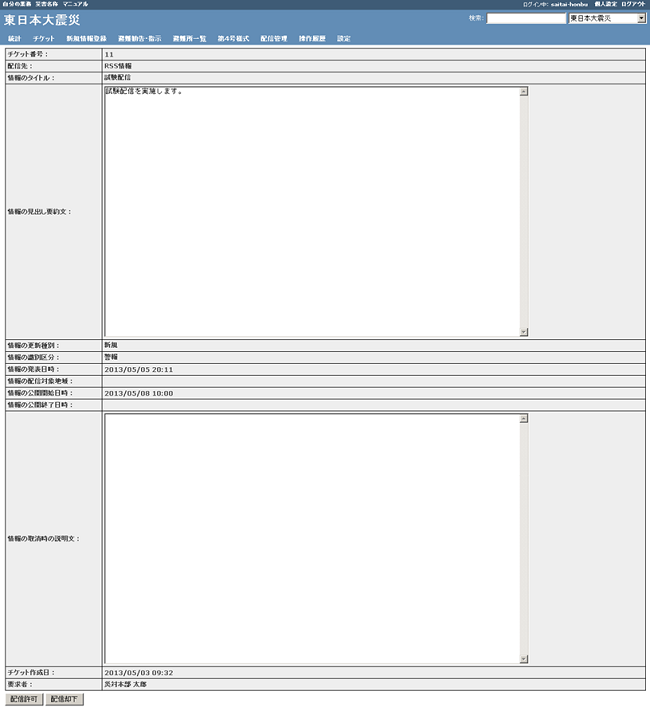 自分の業務 災害名称 マニュアル ログイン中: saitai-honbu 個人設定 ログアウト
東日本大震災 検索: 東日本大震災
統計 チケット 新規情報登録 避難勧告・指示 避難所一覧 第4号様式 配信管理 操作履歴 設定
チケット番号： 11
配信先： RSS情報
情報のタイトル： 試験配信
情報の見出し要約文： 試験配信を実施します。
情報の更新種別： 新規
情報の識別区分： 警報
情報の発表日時： 2013/05/05 20:11
情報の配信対象地域：
情報の公開開始日時： 2013/05/08 10:00
情報の公開終了日時：
情報の取消時の説明文：
チケット作成日： 2013/05/03 09:32
要求者： 災対本部 太郎
配信許可 配信却下